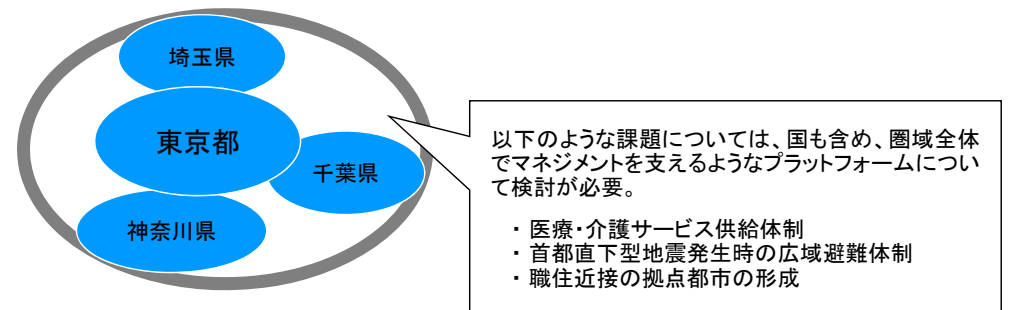 埼玉県
東京都
千葉県
神奈川県
以下のような課題については、国も含め、圏域全体
でマネジメントを支えるようなプラットフォームについ
て検討が必要。
・医療・介護サービス供給体制
・首都直下型地震発生時の広域避難体制
・職住近接の拠点都市の形成